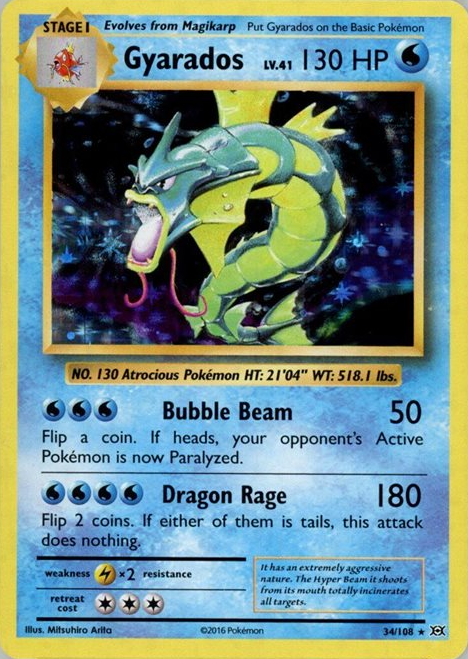 STAGE 1 Evolves from Magikarp Put Gyarados on the Basic Pokémon
Gyarados LV.41 130 HP
NO. 130 Atrocious Pokémon HT: 21'04" WT: 518.1 lbs.
Bubble Beam 50
Flip a coin. If heads, your opponent's Active
Pokémon is now Paralyzed.
Dragon Rage 180
Flip 2 coins. If either of them is tails, this attack
does nothing.
weakness ×2 resistance
retreat
cost
It has an extremely aggressive
nature. The Hyper Beam it shoots
from its mouth totally incinerates
all targets.
Illus. Mitsuhiro Arita ©2016 Pokémon 34/108 ★